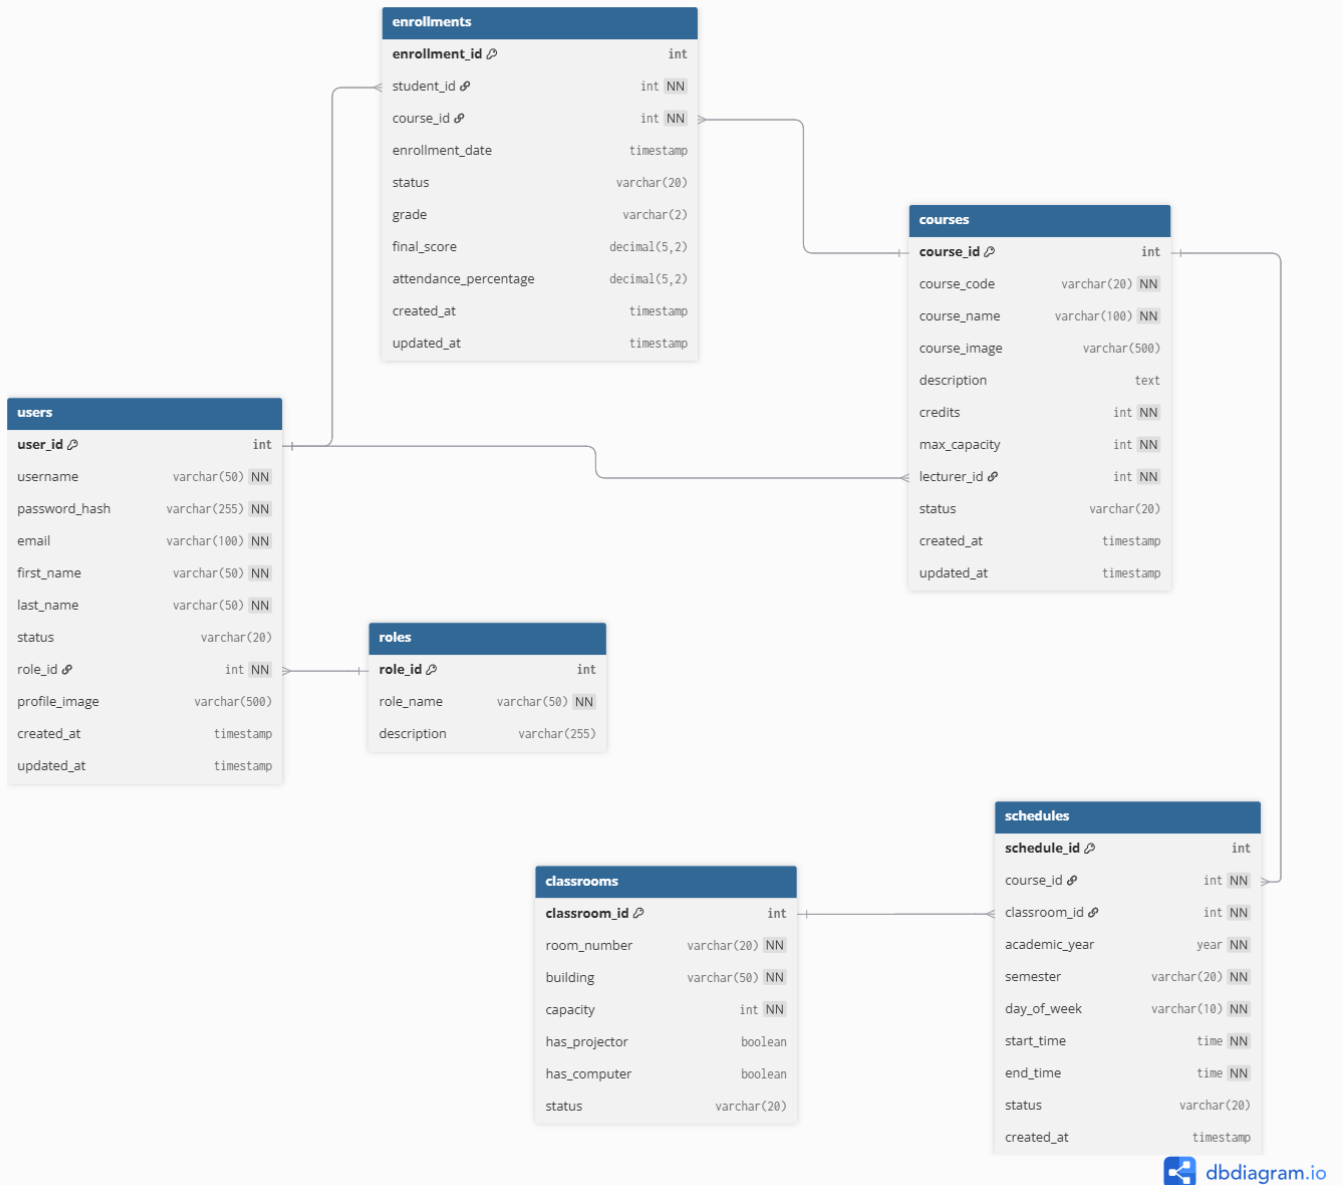 enrollments
enrollment_id int
student_id int NN
course_id int NN
enrollment_date timestamp
status varchar(20)
grade varchar(2)
final_score decimal(5,2)
attendance_percentage decimal(5,2)
created_at timestamp
updated_at timestamp
courses
course_id int
course_code varchar(20) NN
course_name varchar(100) NN
course_image varchar(500)
description text
credits int NN
max_capacity int NN
lecturer_id int NN
status varchar(20)
created_at timestamp
updated_at timestamp
users
user_id int
username varchar(50) NN
password_hash varchar(255) NN
email varchar(100) NN
first_name varchar(50) NN
last_name varchar(50) NN
status varchar(20)
role_id int NN
profile_image varchar(500)
created_at timestamp
updated_at timestamp
roles
role_id int
role_name varchar(50) NN
description varchar(255)
schedules
schedule_id int
course_id int NN
classroom_id int NN
academic_year year NN
semester varchar(20) NN
day_of_week varchar(10) NN
start_time time NN
end_time time NN
status varchar(20)
created_at timestamp
classrooms
classroom_id int
room_number varchar(20) NN
building varchar(50) NN
capacity int NN
has_projector boolean
has_computer boolean
status varchar(20)
dbdiagram.io